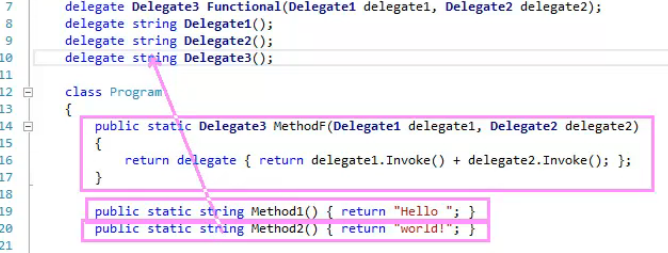 7 delegate Delegate3 Functional(Delegate1 delegate1, Delegate2 delegate2);
8 delegate string Delegate1();
9 delegate string Delegate2();
10 delegate string Delegate3();
11
12 class Program
13 {
14 public static Delegate3 MethodF(Delegate1 delegate1, Delegate2 delegate2)
15 {
16 return delegate { return delegate1.Invoke() + delegate2.Invoke(); };
17 }
18
19 public static string Method1() { return "Hello "; }
20 public static string Method2() { return "world!"; }
21